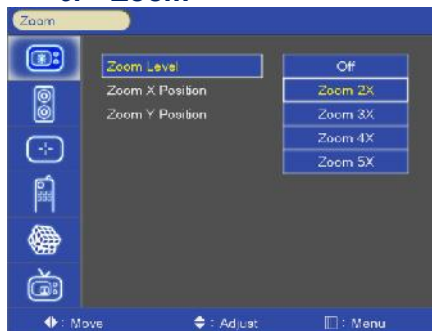 Zoom
Zoom Level Off
Zoom X Position Zoom 2X
Zoom Y Position Zoom 3X
Zoom 4X
Zoom 5X
: Move : Adjust : Menu